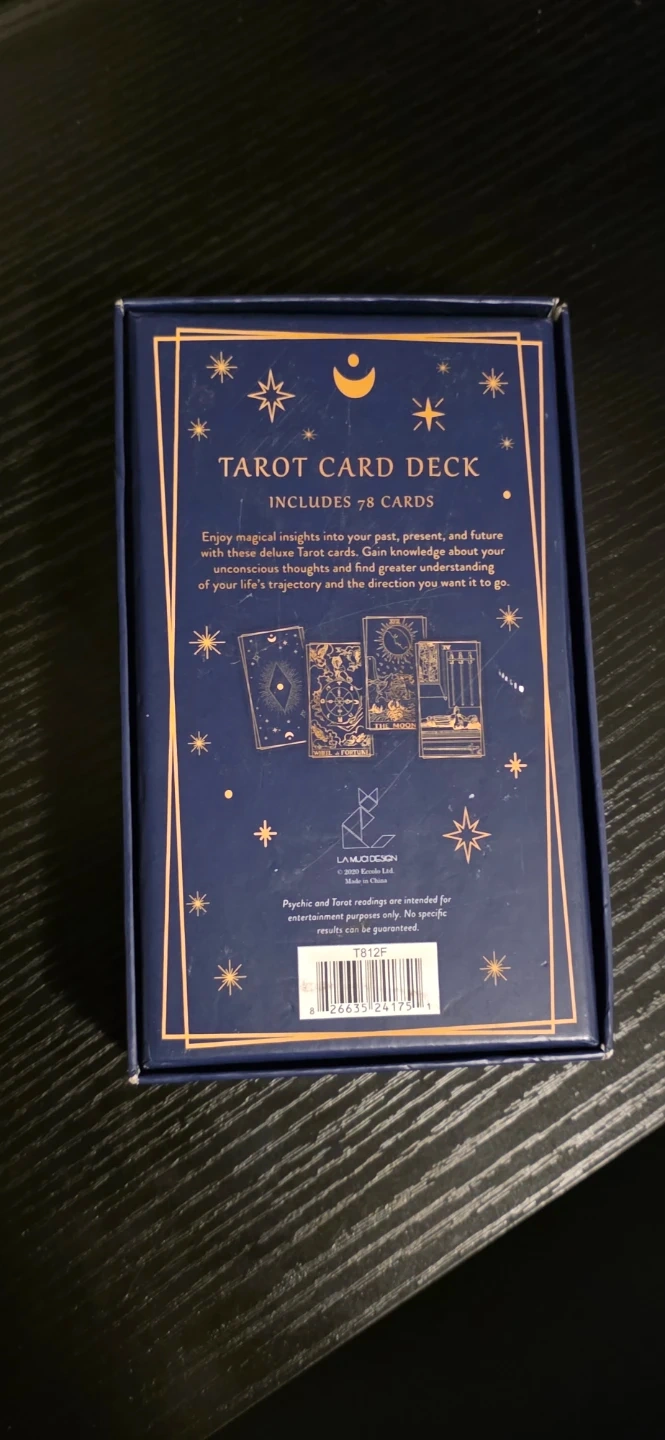 TAROT CARD DECK
INCLUDES 78 CARDS
Enjoy magical insights into your past, present, and future
with these deluxe Tarot cards. Gain knowledge about your
unconscious thoughts and find greater understanding
of your life's trajectory and the direction you want it to go.
XVIII
IV
THE MOON
WHEEL of FORTUNE
LA MUCI DESIGN
© 2020 Eccolo Ltd.
Made in China
Psychic and Tarot readings are intended for
entertainment purposes only. No specific
results can be guaranteed.
T812F
8 26635 24175 1